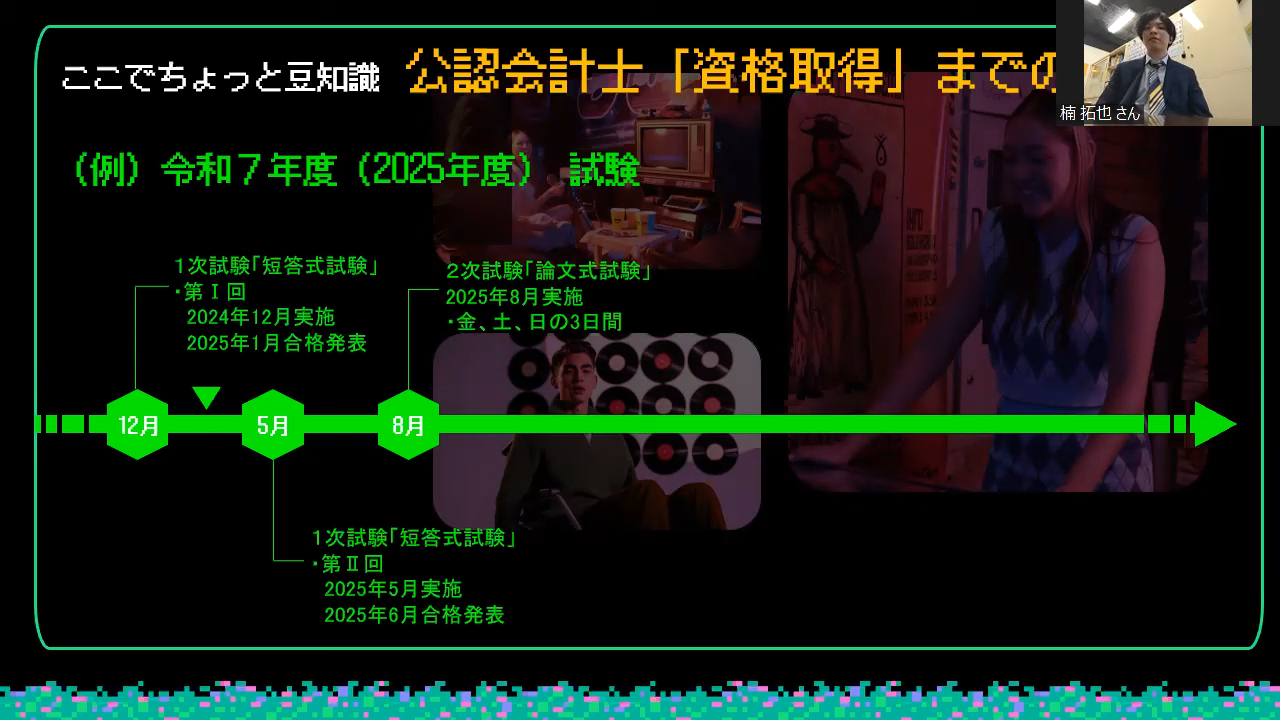 ここでちょっと豆知識 公認会計士「資格取得」までの
楠 拓也 さん
(例) 令和7年度(2025年度) 試験
1次試験｢短答式試験｣
・第Ⅰ回
2024年12月実施
2025年1月合格発表
2次試験｢論文式試験｣
2025年8月実施
・金、土、日の3日間
12月
5月
8月
1次試験｢短答式試験｣
・第Ⅱ回
2025年5月実施
2025年6月合格発表